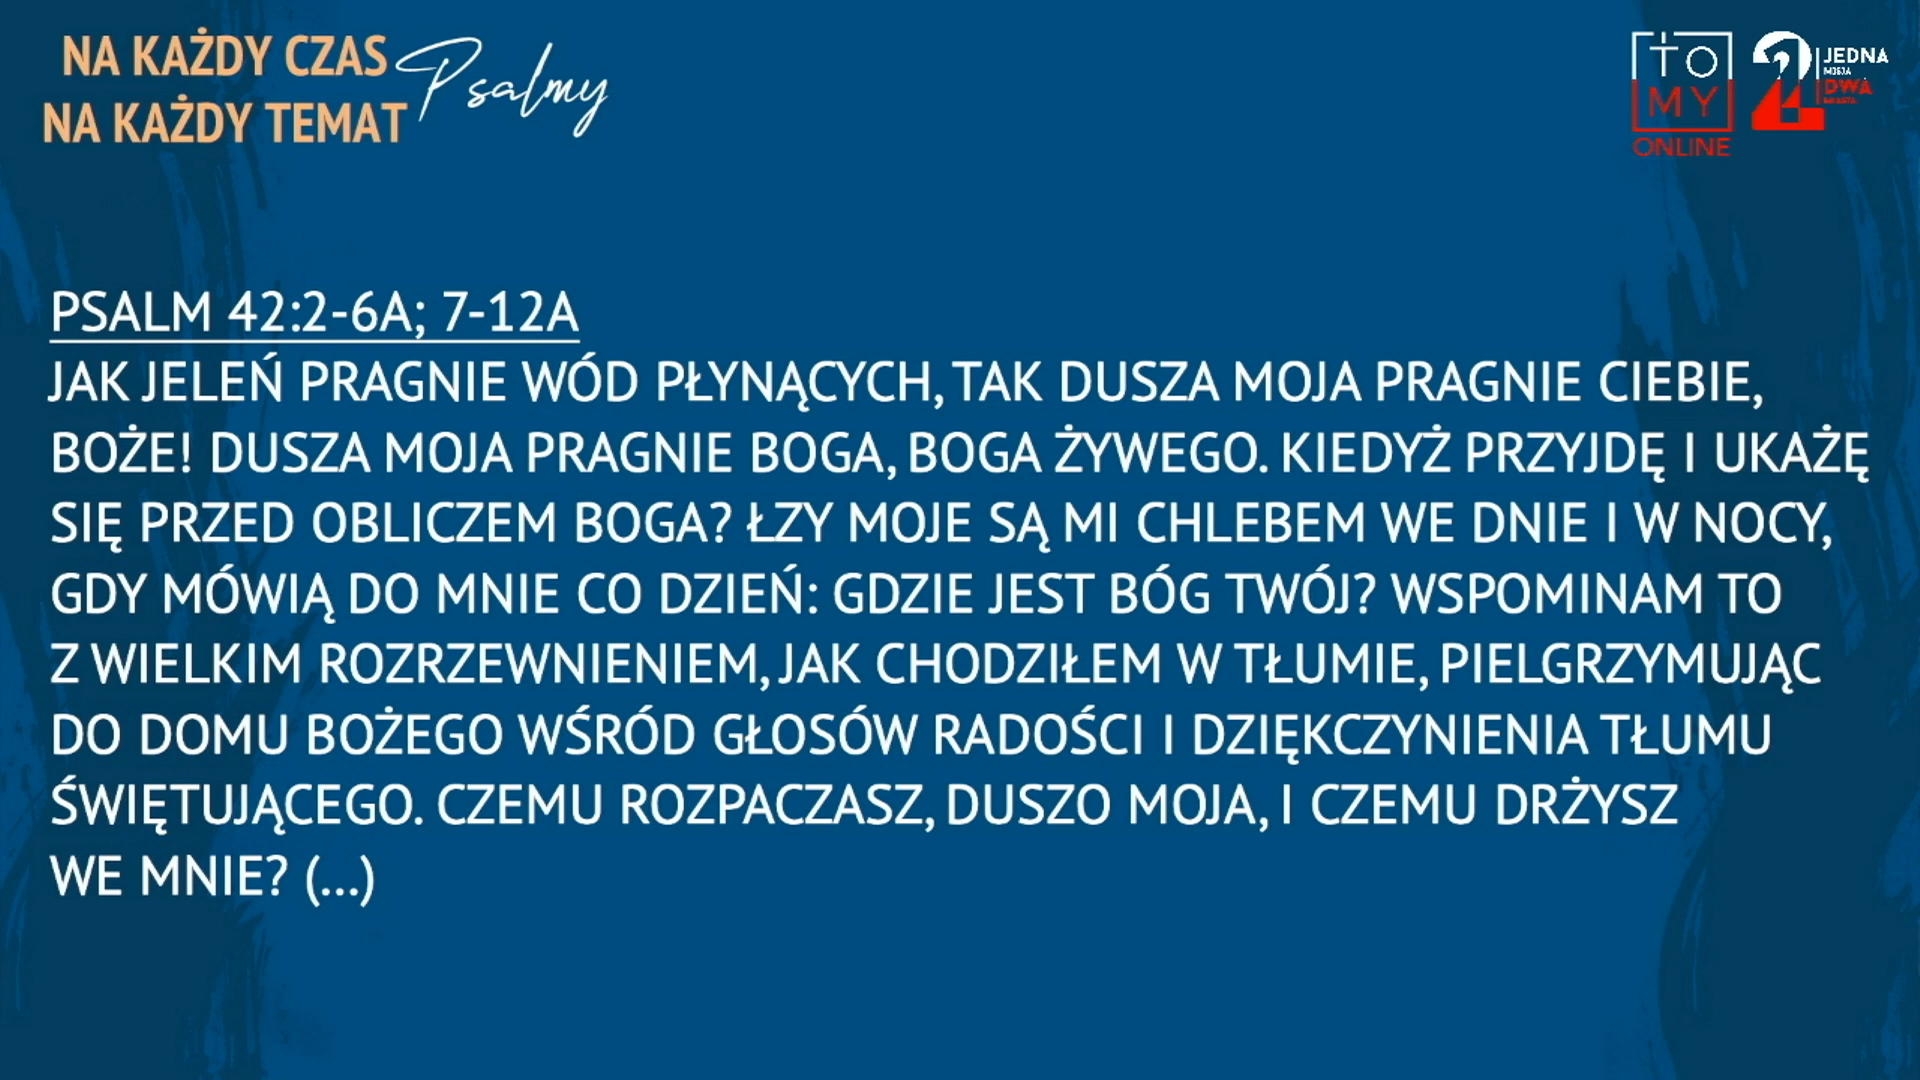 NA KAŻDY CZAS
NA KAŻDY TEMAT
Psalmy
TO
MY
ONLINE
2
JEDNA
MISJA
DWA
MIASTA
PSALM 42:2-6A; 7-12A
JAK JELEŃ PRAGNIE WÓD PŁYNĄCYCH, TAK DUSZA MOJA PRAGNIE CIEBIE,
BOŻE! DUSZA MOJA PRAGNIE BOGA, BOGA ŻYWEGO. KIEDYŻ PRZYJDĘ I UKAŻĘ
SIĘ PRZED OBLICZEM BOGA? ŁZY MOJE SĄ MI CHLEBEM WE DNIE I W NOCY,
GDY MÓWIĄ DO MNIE CO DZIEŃ: GDZIE JEST BÓG TWÓJ? WSPOMINAM TO
Z WIELKIM ROZRZEWNIENIEM, JAK CHODZIŁEM W TŁUMIE, PIELGRZYMUJĄC
DO DOMU BOŻEGO WŚRÓD GŁOSÓW RADOŚCI I DZIĘKCZYNIENIA TŁUMU
ŚWIĘTUJĄCEGO. CZEMU ROZPACZASZ, DUSZO MOJA, I CZEMU DRŻYSZ
WE MNIE? (...)